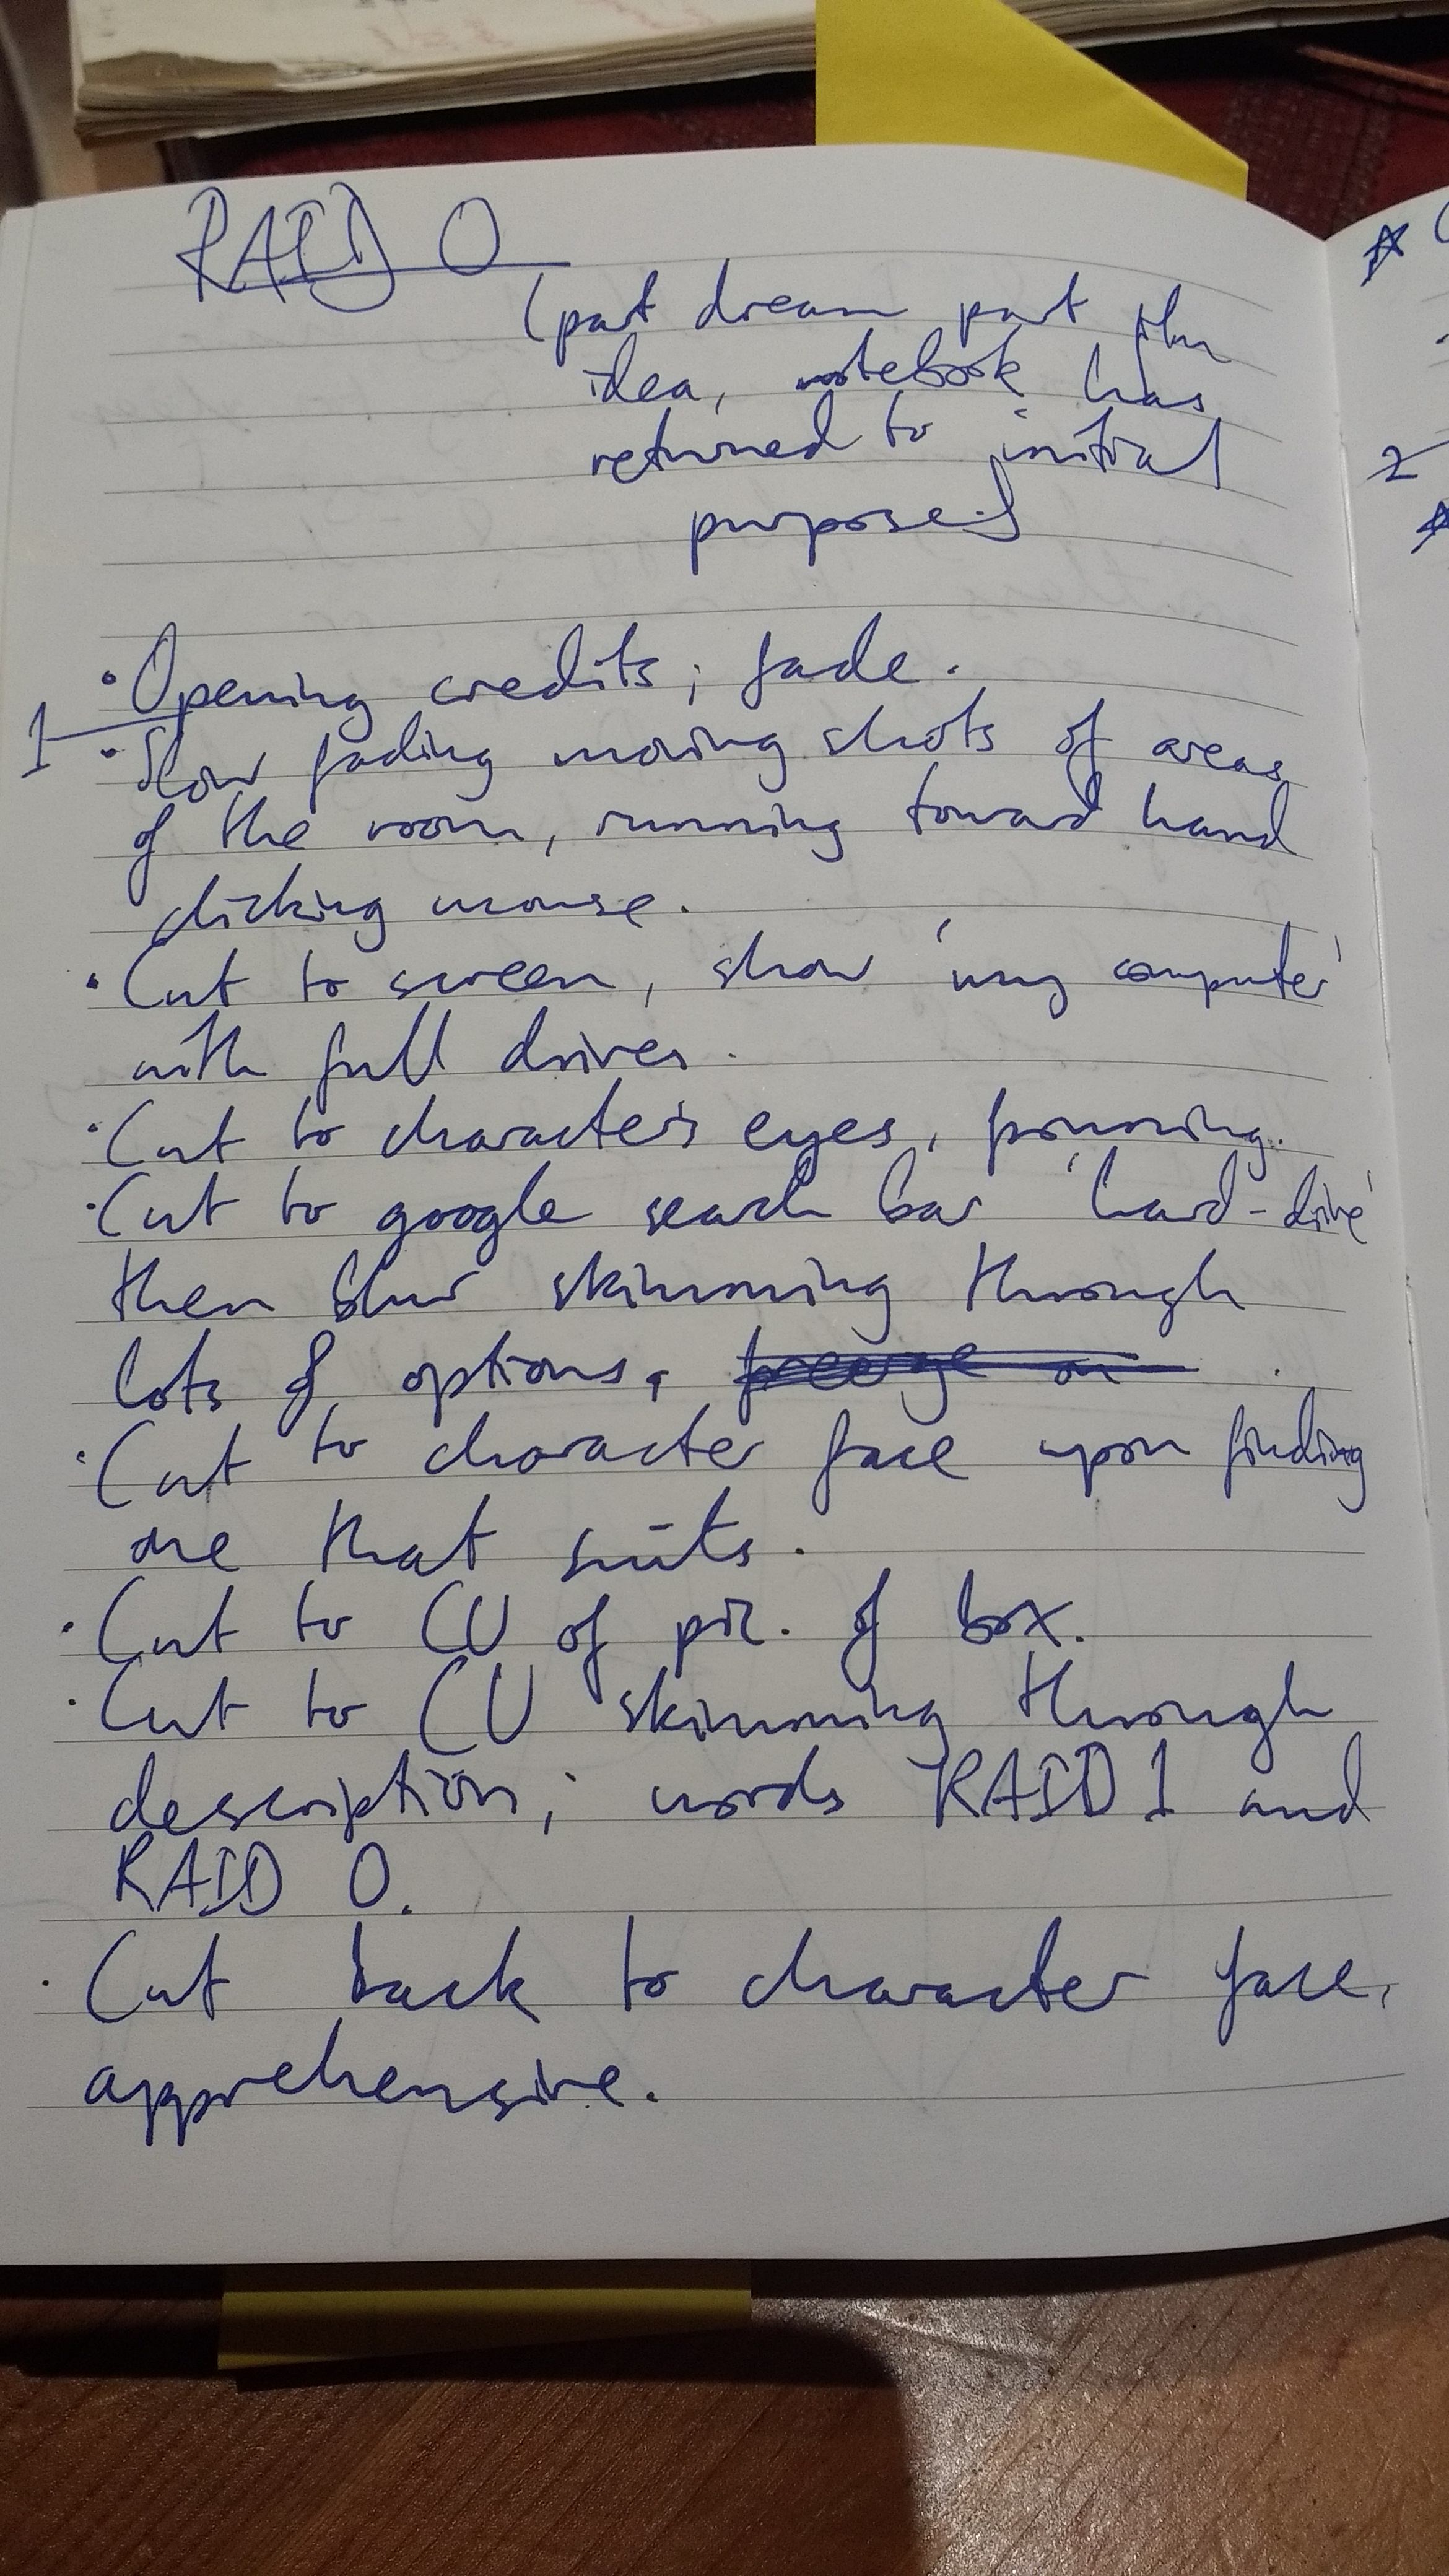 RAID 0
(part dream part film
idea, notebook has
returned to initial
purpose)
• Opening credits; fade.
1
• Slow fading moving shots of areas
of the room, running toward hand
clicking mouse.
• Cut to screen, show 'my computer'
with full drives.
• Cut to character's eyes, frowning.
• Cut to google search bar 'hard-drive'
then blur skimming through
lots of options,
• Cut to character face upon finding
one that suits.
• Cut to CU of pic. of box.
• Cut to CU skimming through
description; words RAID 1 and
RAID 0.
• Cut back to character face,
apprehensive.
2